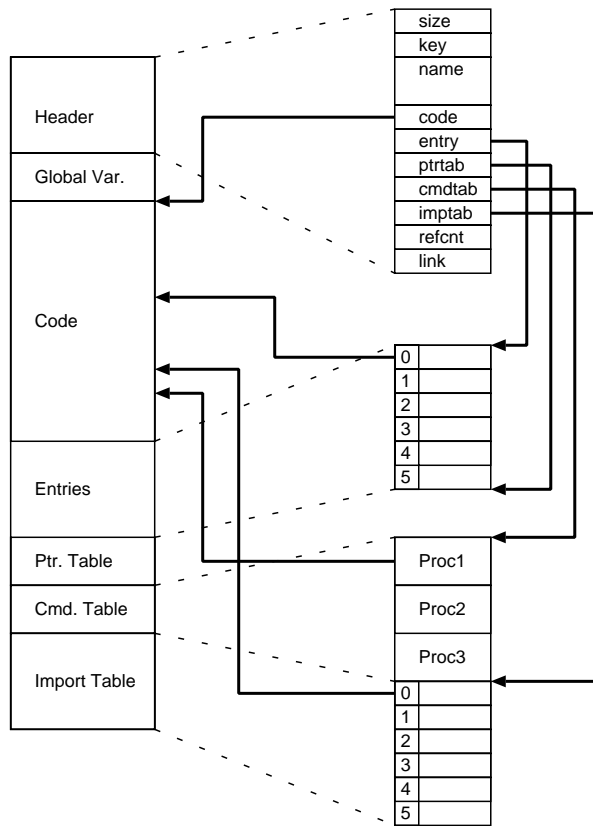 Header
Global Var.
Code
Entries
Ptr. Table
Cmd. Table
Import Table
size
key
name
code
entry
ptrtab
cmdtab
imptab
refcnt
link
0
1
2
3
4
5
Proc1
Proc2
Proc3
0
1
2
3
4
5